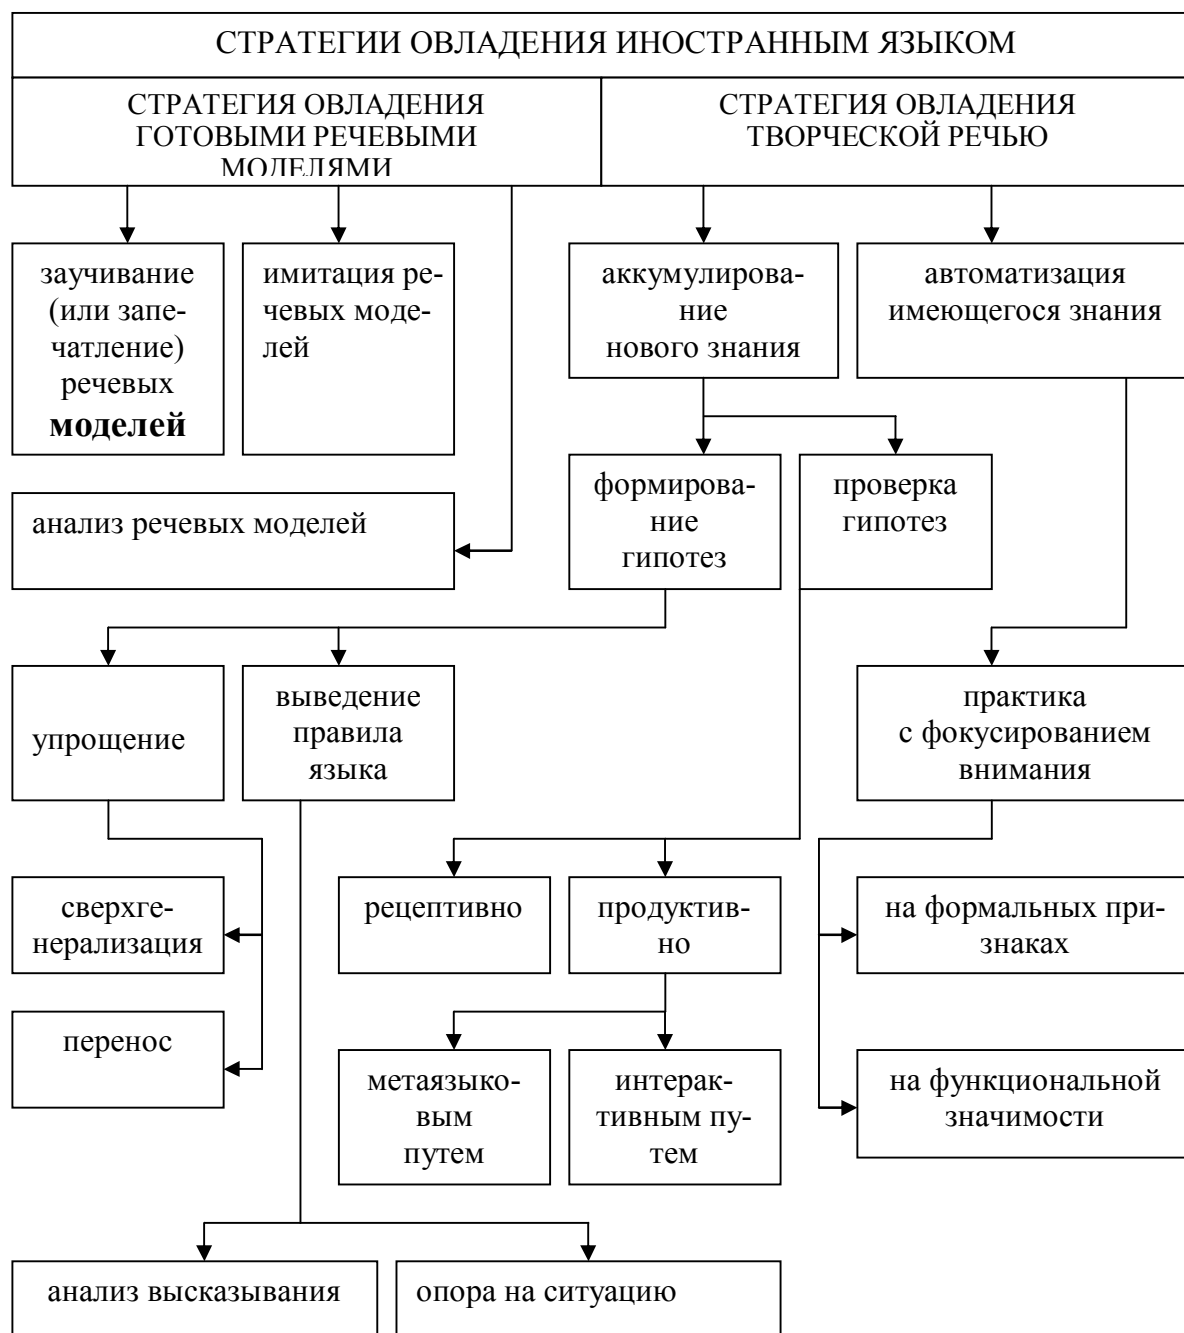 СТРАТЕГИИ ОВЛАДЕНИЯ ИНОСТРАННЫМ ЯЗЫКОМ
СТРАТЕГИЯ ОВЛАДЕНИЯ
ГОТОВЫМИ РЕЧЕВЫМИ
МОДЕЛЯМИ
СТРАТЕГИЯ ОВЛАДЕНИЯ
ТВОРЧЕСКОЙ РЕЧЬЮ
заучивание
(или запе-
чатление)
речевых
моделей
имитация ре-
чевых моде-
лей
аккумулирова-
ние
нового знания
автоматизация
имеющегося знания
анализ речевых моделей
формирова-
ние
гипотез
проверка
гипотез
упрощение
выведение
правила
языка
практика
с фокусированием
внимания
сверхге-
нерализация
рецептивно
продуктив-
но
на формальных при-
знаках
перенос
метаязыко-
вым
путем
интерак-
тивным пу-
тем
на функциональной
значимости
анализ высказывания
опора на ситуацию